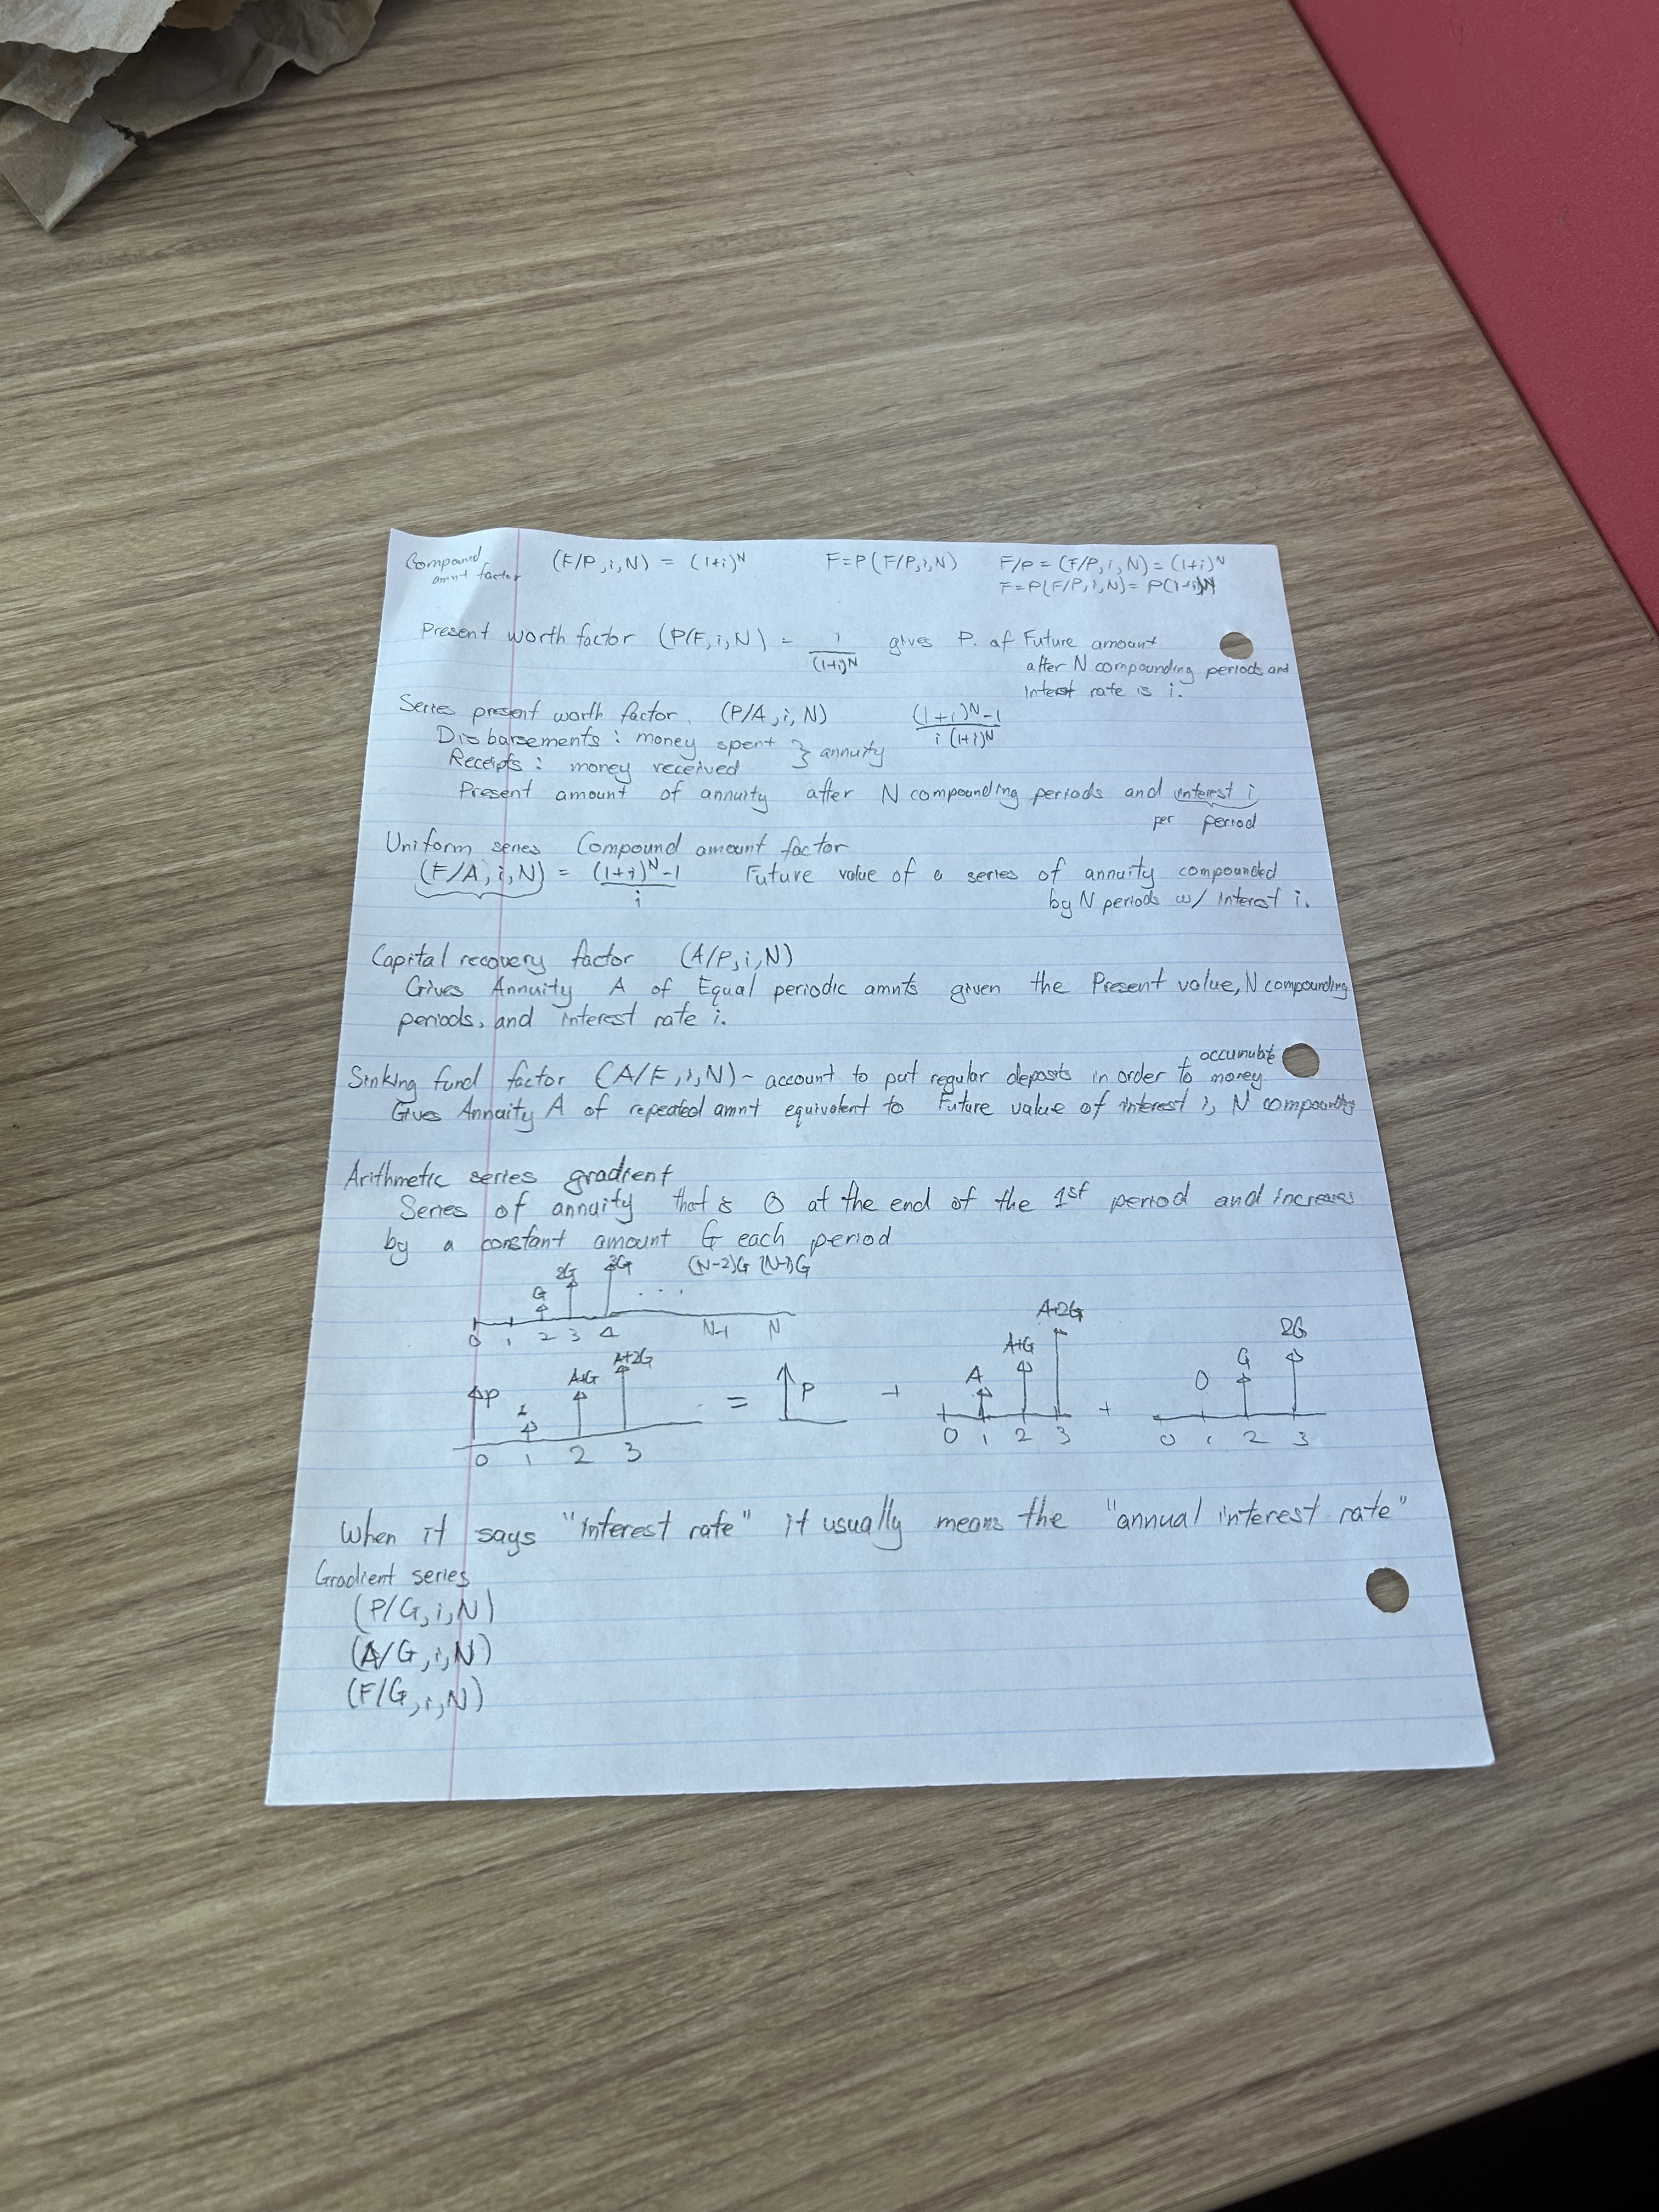 Compound
amnt factor
(F/P, i, N) = (1+i)^N
F=P(F/P,i,N)
F/P = (F/P, i, N) = (1+i)^N
F=P(F/P, i, N) = P(1+i)^N
Present worth factor (P/F, i, N) = 1/(1+i)^N gives P. of Future amount
after N compounding periods and
Interest rate is i.
Series present worth factor. (P/A, i, N) ((1+i)^N-1)/(i(1+i)^N)
Disbarsements: money spent } annuity
Receipts: money received
Present amount of annuity after N compounding periods and interest i
per period
Uniform series Compound amount factor
(F/A, i, N) = ((1+i)^N-1)/i Future value of a series of annuity compounded
by N periods w/ interest i.
Capital recovery factor (A/P, i, N)
Gives Annuity A of Equal periodic amnts given the Present value, N compounding
periods, and interest rate i.
accumulate
Sinking fund factor (A/F, i, N) - account to put regular deposts in order to money
Gives Annuity A of repeated amnt equivalent to Future value of interest i, N
Arithmetic series gradient
Series of annuity that is 0 at the end of the 1st period and increases
by a constant amount G each period
G 2G 3G ... (N-2)G (N-1)G
0 1 2 3 4 N-1 N
P A+G A+2G = P + A A+G A+2G + 0 G 2G
0 1 2 3 0 1 2 3 0 1 2 3
When it says "interest rate" it usually means the "annual interest rate"
Gradient series
(P/G, i, N)
(A/G, i, N)
(F/G, i, N)